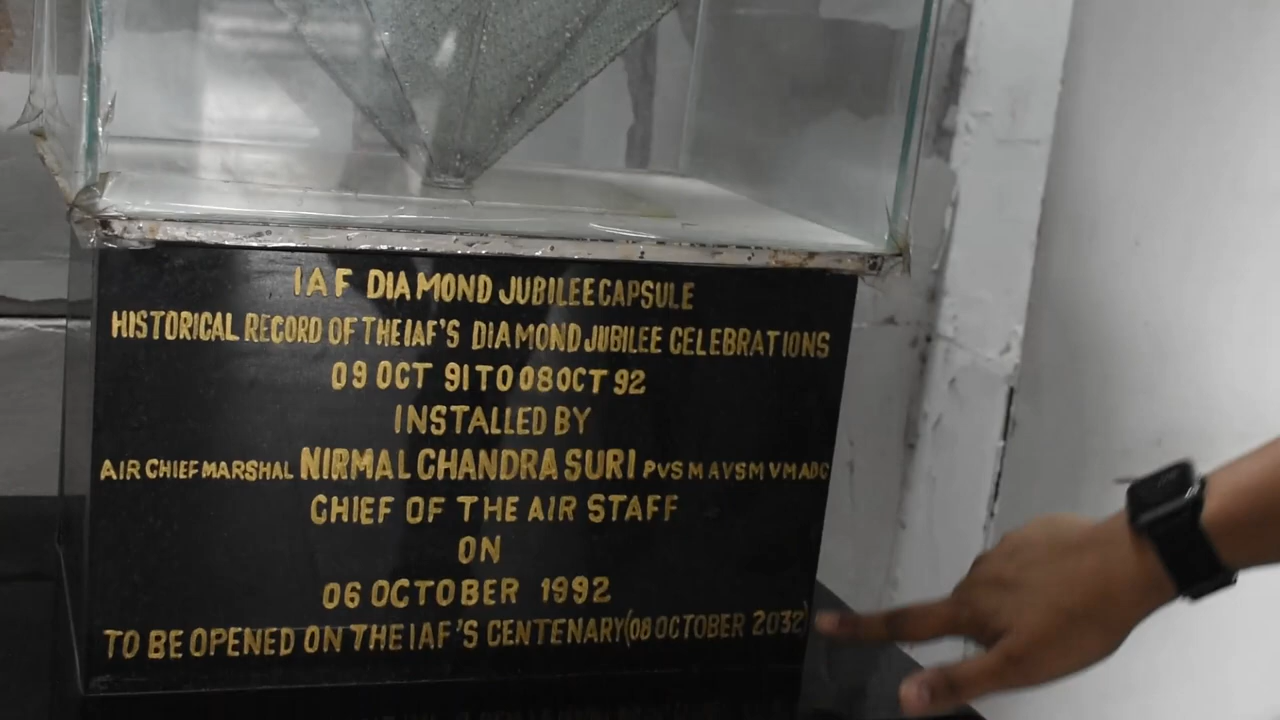 IAF DIAMOND JUBILEE CAPSULE
HISTORICAL RECORD OF THE IAF'S DIAMOND JUBILEE CELEBRATIONS
09 OCT 91 TO 08 OCT 92
INSTALLED BY
AIR CHIEF MARSHAL NIRMAL CHANDRA SURI PVSM AVSM VM ADC
CHIEF OF THE AIR STAFF
ON
06 OCTOBER 1992
TO BE OPENED ON THE IAF'S CENTENARY (08 OCTOBER 2032)